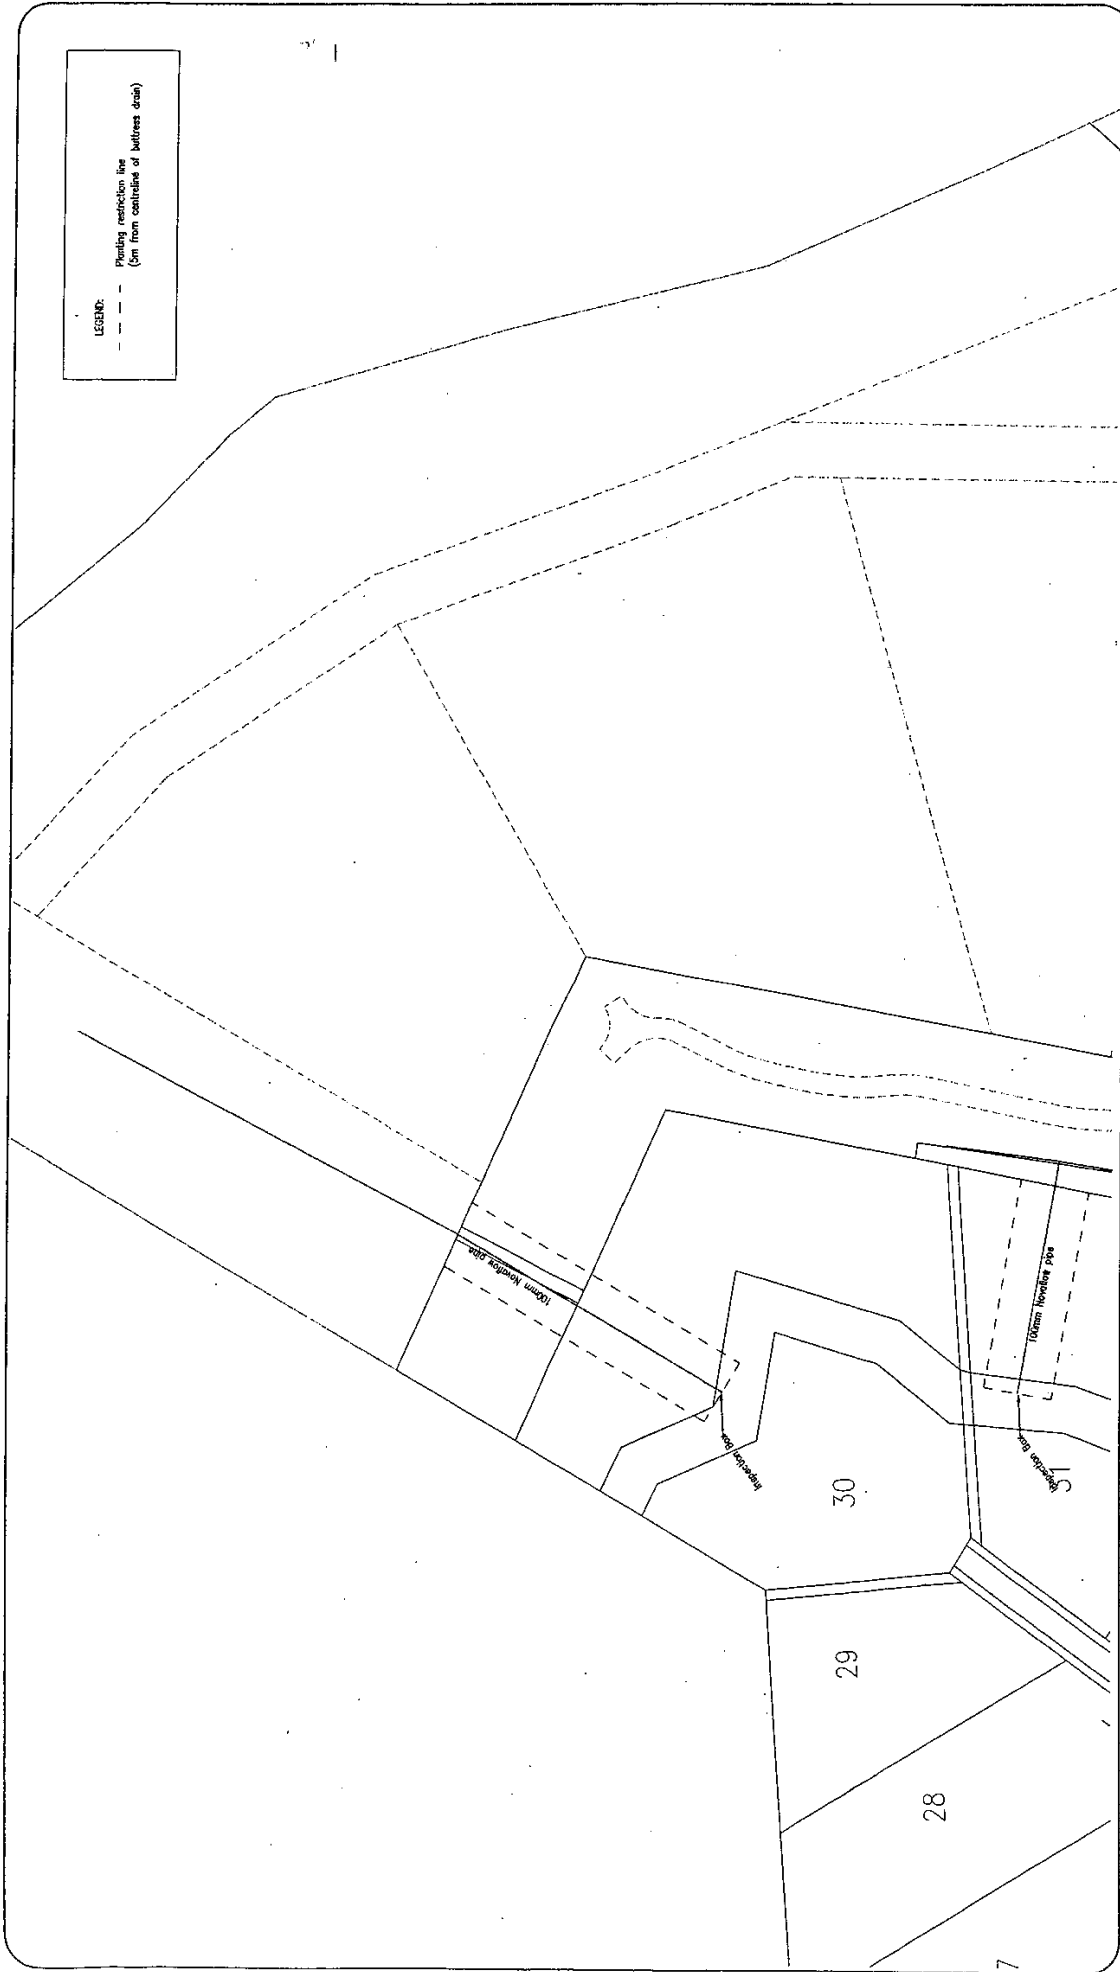 LEGEND:
Planting restriction line
(5m from centreline of buttress drain)
100mm Novaflow pipe
Inspection Box
30
100mm Novaflow pipe
Inspection Box
31
29
28
7